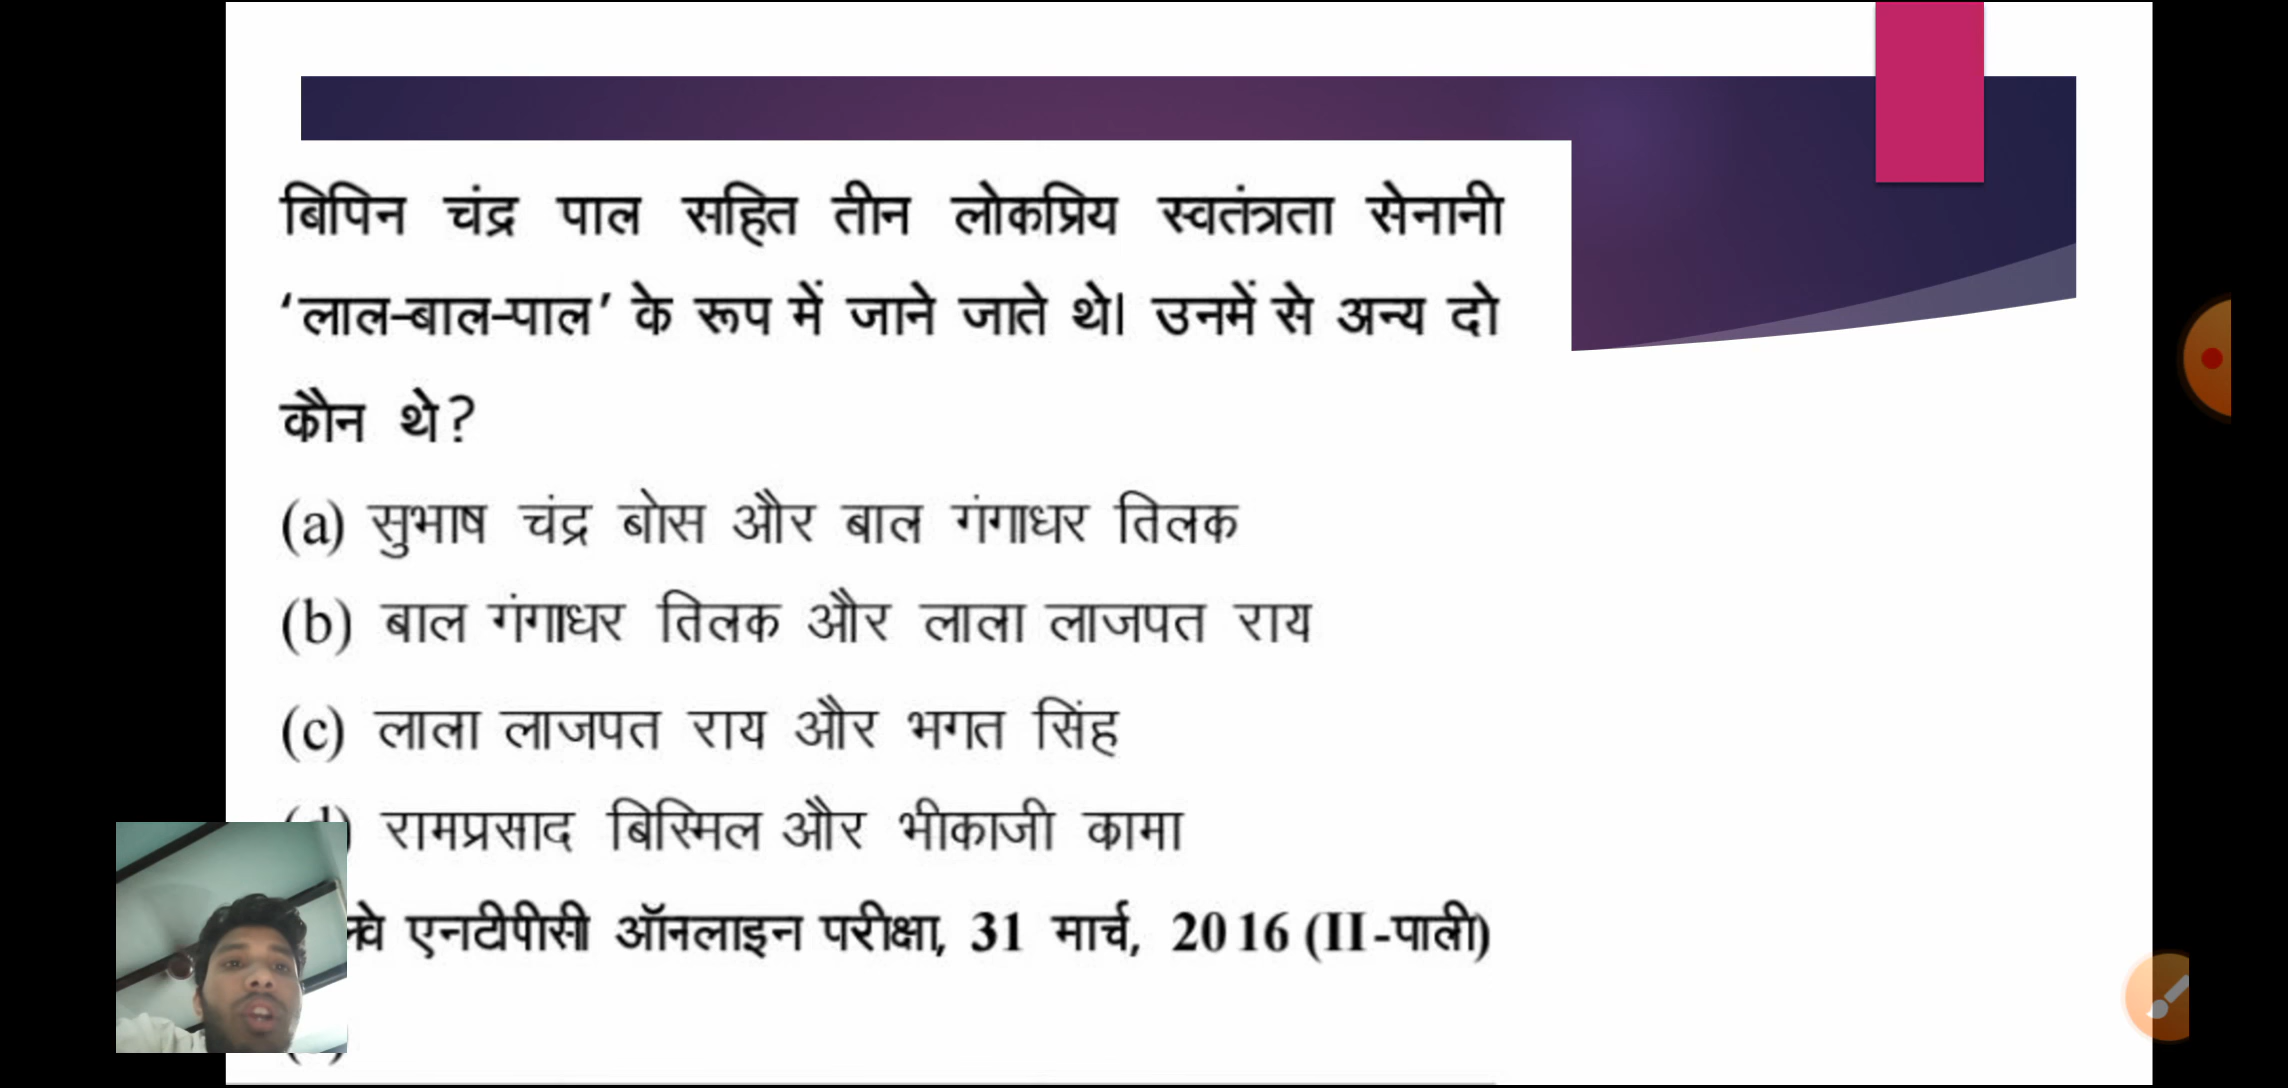 बिपिन चंद्र पाल सहित तीन लोकप्रिय स्वतंत्रता सेनानी
‘लाल-बाल-पाल’ के रूप में जाने जाते थे। उनमें से अन्य दो
कौन थे?
(a) सुभाष चंद्र बोस और बाल गंगाधर तिलक
(b) बाल गंगाधर तिलक और लाला लाजपत राय
(c) लाला लाजपत राय और भगत सिंह
रामप्रसाद बिस्मिल और भीकाजी कामा
एनटीपीसी ऑनलाइन परीक्षा, 31 मार्च, 2016 (II-पाली)